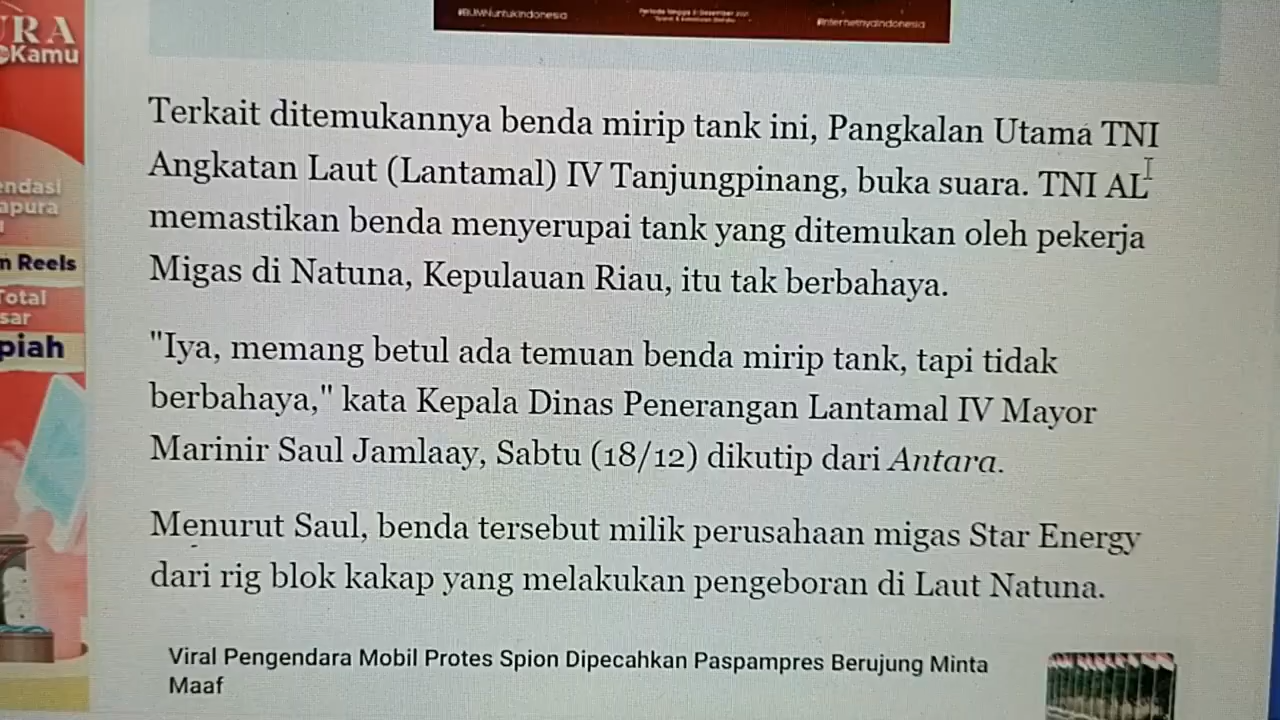 #BUMNuntukIndonesia
#InternetnyaIndonesia
RA
Kamu
endasi
apura
n Reels
Total
sar
piah
Terkait ditemukannya benda mirip tank ini, Pangkalan Utama TNI
Angkatan Laut (Lantamal) IV Tanjungpinang, buka suara. TNI AL
memastikan benda menyerupai tank yang ditemukan oleh pekerja
Migas di Natuna, Kepulauan Riau, itu tak berbahaya.
"Iya, memang betul ada temuan benda mirip tank, tapi tidak
berbahaya," kata Kepala Dinas Penerangan Lantamal IV Mayor
Marinir Saul Jamlaay, Sabtu (18/12) dikutip dari Antara.
Menurut Saul, benda tersebut milik perusahaan migas Star Energy
dari rig blok kakap yang melakukan pengeboran di Laut Natuna.
Viral Pengendara Mobil Protes Spion Dipecahkan Paspampres Berujung Minta
Maaf